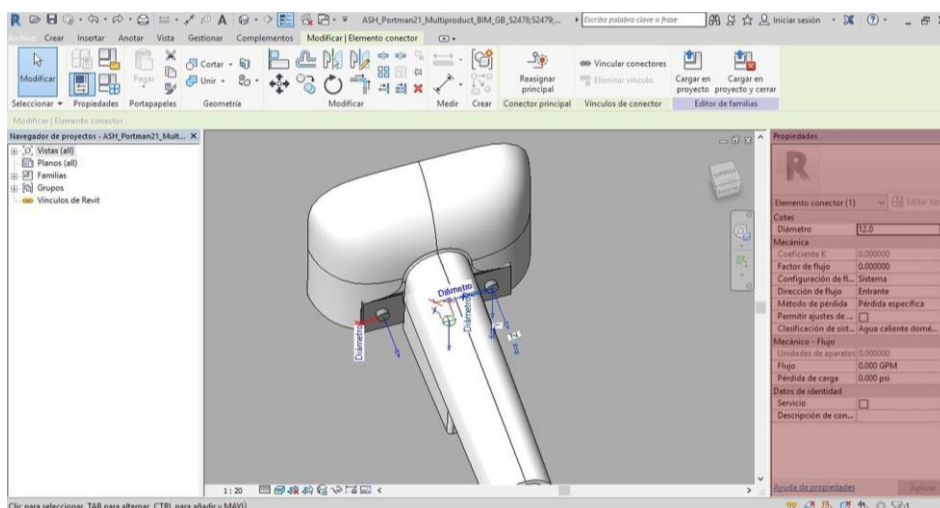 ASH_Portman21_Multiproduct_BIM_GB_S2478;S2479;...
Escriba palabra clave o frase
Iniciar sesión
Archivo Crear Insertar Anotar Vista Gestionar Complementos Modificar | Elemento conector
Modificar
Pegar
Cortar
Unir
Reasignar principal
Vincular conectores
Eliminar vínculo
Cargar en proyecto
Cargar en proyecto y cerrar
Seleccionar Propiedades Portapapeles Geometría Modificar Medir Crear Conector principal Vínculos de conector Editor de familias
Modificar | Elemento conector
Navegador de proyectos - ASH_Portman21_Mult... X
Vistas (all)
Planos (all)
Familias
Grupos
Vínculos de Revit
Diámetro
Diámetro
Diámetro
1 : 20
Propiedades
R
Elemento conector (1) Editar tipo
Cotas
Diámetro 12.0
Mecánica
Coeficiente K 0.000000
Factor de flujo 0.000000
Configuración de fl... Sistema
Dirección de flujo Entrante
Método de pérdida Pérdida específica
Permitir ajustes de ...
Clasificación de sist... Agua caliente domé...
Mecánico - Flujo
Unidades de aparatos 0.000000
Flujo 0.000 GPM
Pérdida de carga 0.000 psi
Datos de identidad
Servicio
Descripción de con...
Ayuda de propiedades Aplicar
Clic para seleccionar, TAB para alternar, CTRL para añadir y MAYÚ